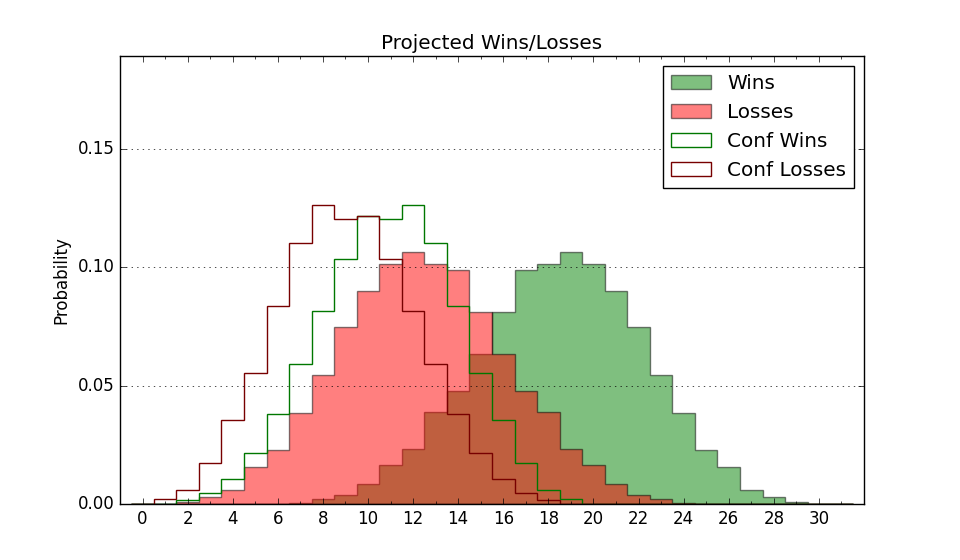 Projected Wins/Losses
Wins
Losses
Conf Wins
Conf Losses
Probability
0.15
0.10
0.05
0.00
0 2 4 6 8 10 12 14 16 18 20 22 24 26 28 30